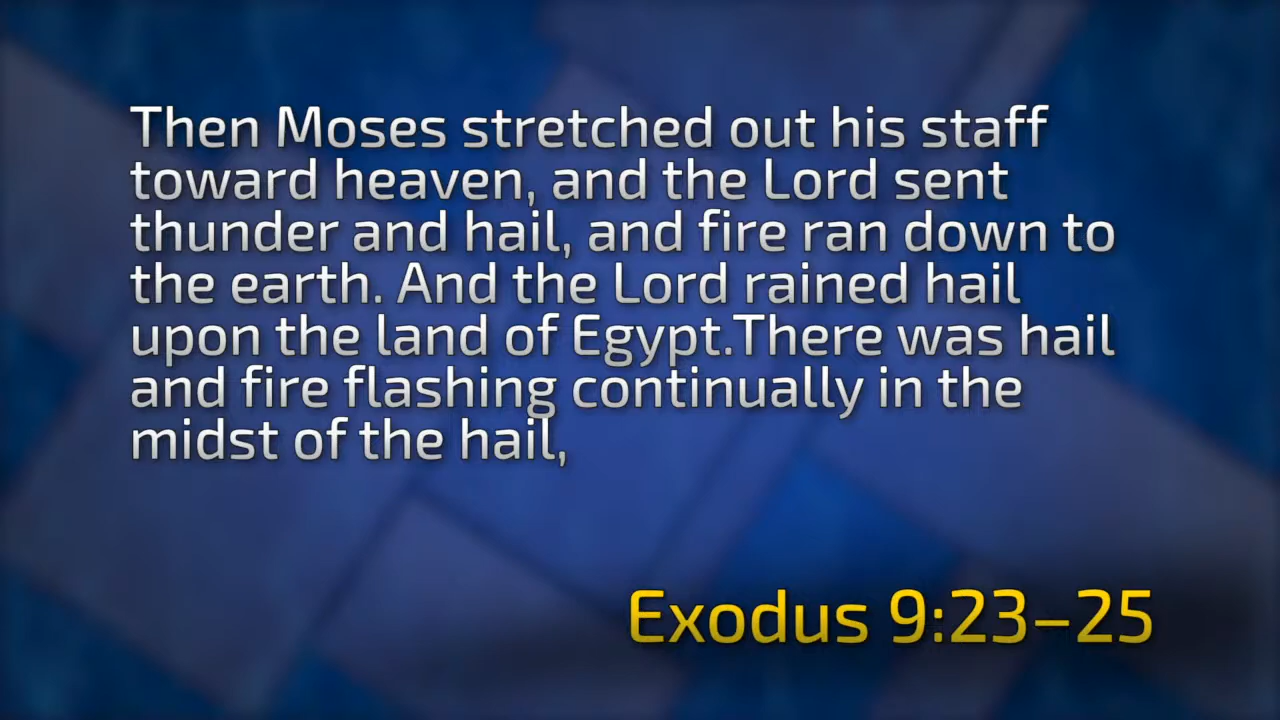 Then Moses stretched out his staff
toward heaven, and the Lord sent
thunder and hail, and fire ran down to
the earth. And the Lord rained hail
upon the land of Egypt.There was hail
and fire flashing continually in the
midst of the hail,
Exodus 9:23–25